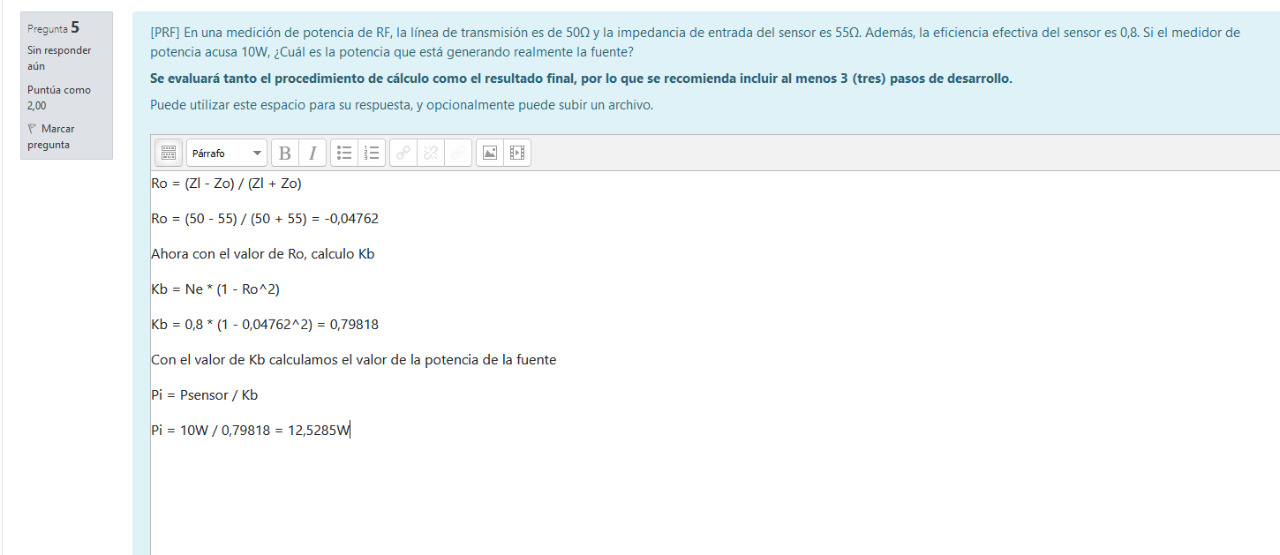 Pregunta 5
Sin responder
aún
Puntúa como
2,00
Marcar
pregunta
[PRF] En una medición de potencia de RF, la línea de transmisión es de 50Ω y la impedancia de entrada del sensor es 55Ω. Además, la eficiencia efectiva del sensor es 0,8. Si el medidor de
potencia acusa 10W, ¿Cuál es la potencia que está generando realmente la fuente?
Se evaluará tanto el procedimiento de cálculo como el resultado final, por lo que se recomienda incluir al menos 3 (tres) pasos de desarrollo.
Puede utilizar este espacio para su respuesta, y opcionalmente puede subir un archivo.
Párrafo B I
Ro = (Zl - Zo) / (Zl + Zo)
Ro = (50 - 55) / (50 + 55) = -0,04762
Ahora con el valor de Ro, calculo Kb
Kb = Ne * (1 - Ro^2)
Kb = 0,8 * (1 - 0,04762^2) = 0,79818
Con el valor de Kb calculamos el valor de la potencia de la fuente
Pi = Psensor / Kb
Pi = 10W / 0,79818 = 12,5285W